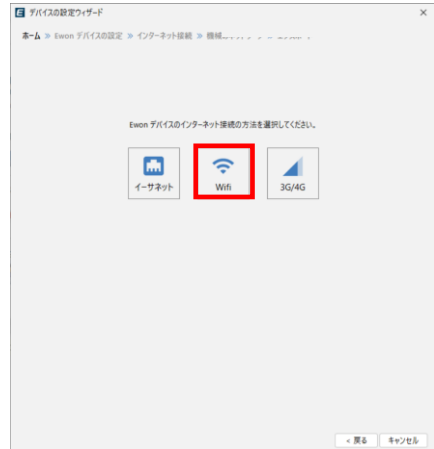 デバイスの設定ウィザード
ホーム » Ewon デバイスの設定 » インターネット接続 »
Ewon デバイスのインターネット接続の方法を選択してください。
イーサネット Wifi 3G/4G
< 戻る キャンセル